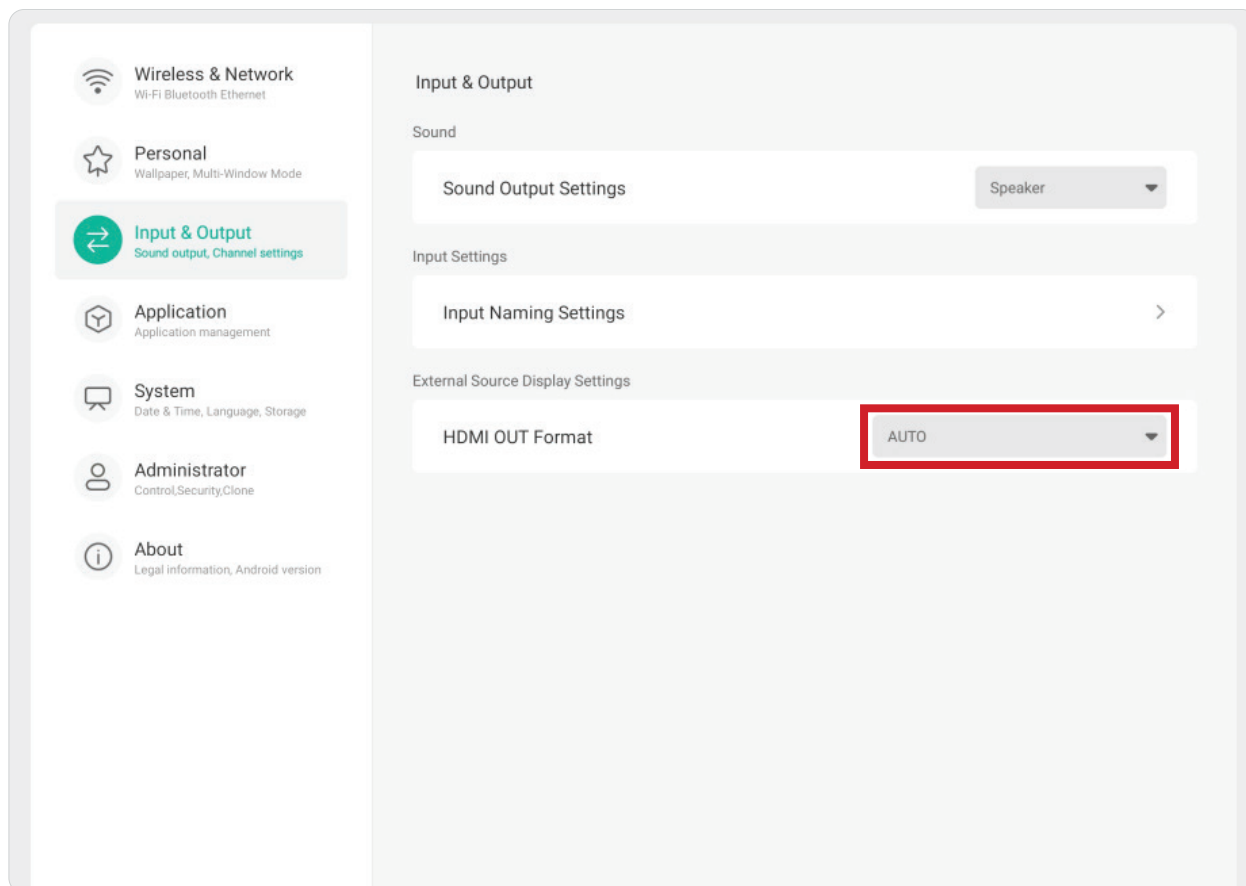 Wireless & Network
Wi-Fi Bluetooth Ethernet
Personal
Wallpaper, Multi-Window Mode
Input & Output
Sound output, Channel settings
Application
Application management
System
Date & Time, Language, Storage
Administrator
Control,Security,Clone
About
Legal information, Android version
Input & Output
Sound
Sound Output Settings
Speaker
Input Settings
Input Naming Settings
External Source Display Settings
HDMI OUT Format
AUTO